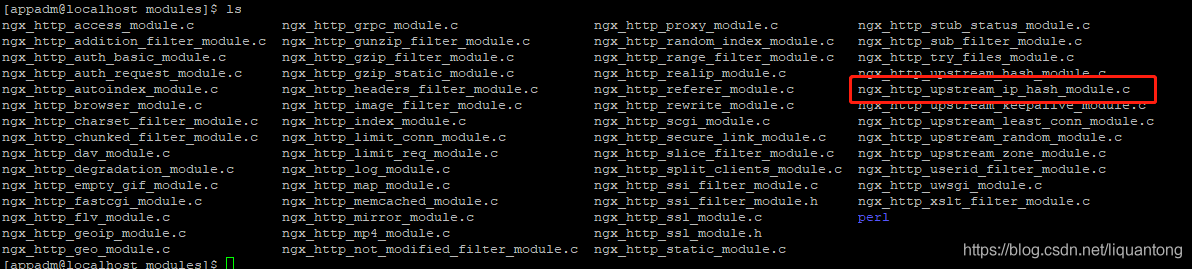 [appadm@localhost modules]$ ls
ngx_http_access_module.c ngx_http_grpc_module.c ngx_http_proxy_module.c ngx_http_stub_status_module.c
ngx_http_addition_filter_module.c ngx_http_gunzip_filter_module.c ngx_http_random_index_module.c ngx_http_sub_filter_module.c
ngx_http_auth_basic_module.c ngx_http_gzip_filter_module.c ngx_http_range_filter_module.c ngx_http_try_files_module.c
ngx_http_auth_request_module.c ngx_http_gzip_static_module.c ngx_http_realip_module.c ngx_http_upstream_hash_module.c
ngx_http_autoindex_module.c ngx_http_headers_filter_module.c ngx_http_referer_module.c ngx_http_upstream_ip_hash_module.c
ngx_http_browser_module.c ngx_http_image_filter_module.c ngx_http_rewrite_module.c ngx_http_upstream_keepalive_module.c
ngx_http_charset_filter_module.c ngx_http_index_module.c ngx_http_scgi_module.c ngx_http_upstream_least_conn_module.c
ngx_http_chunked_filter_module.c ngx_http_limit_conn_module.c ngx_http_secure_link_module.c ngx_http_upstream_random_module.c
ngx_http_dav_module.c ngx_http_limit_req_module.c ngx_http_slice_filter_module.c ngx_http_upstream_zone_module.c
ngx_http_degradation_module.c ngx_http_log_module.c ngx_http_split_clients_module.c ngx_http_userid_filter_module.c
ngx_http_empty_gif_module.c ngx_http_map_module.c ngx_http_ssi_filter_module.c ngx_http_uwsgi_module.c
ngx_http_fastcgi_module.c ngx_http_memcached_module.c ngx_http_ssi_filter_module.h ngx_http_xslt_filter_module.c
ngx_http_flv_module.c ngx_http_mirror_module.c ngx_http_ssl_module.c perl
ngx_http_geoip_module.c ngx_http_mp4_module.c ngx_http_ssl_module.h
ngx_http_geo_module.c ngx_http_not_modified_filter_module.c ngx_http_static_module.c
[appadm@localhost modules]$
https://blog.csdn.net/liquantong